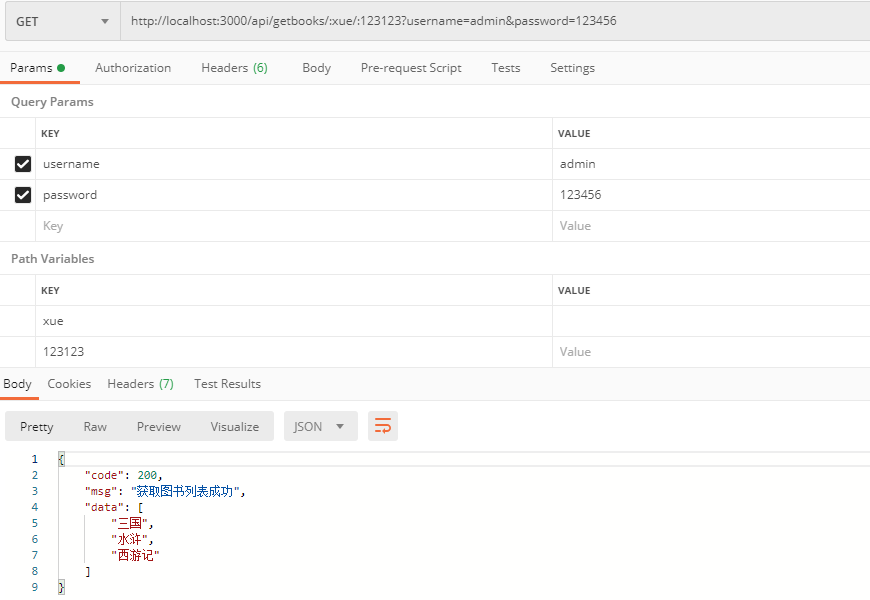 GET http://localhost:3000/api/getbooks/:xue/:123123?username=admin&password=123456
Params Authorization Headers (6) Body Pre-request Script Tests Settings
Query Params
KEY VALUE
username admin
password 123456
Key Value
Path Variables
KEY VALUE
xue
123123 Value
Body Cookies Headers (7) Test Results
Pretty Raw Preview Visualize JSON
1 {
2 "code": 200,
3 "msg": "获取图书列表成功",
4 "data": [
5 "三国",
6 "水浒",
7 "西游记"
8 ]
9 }